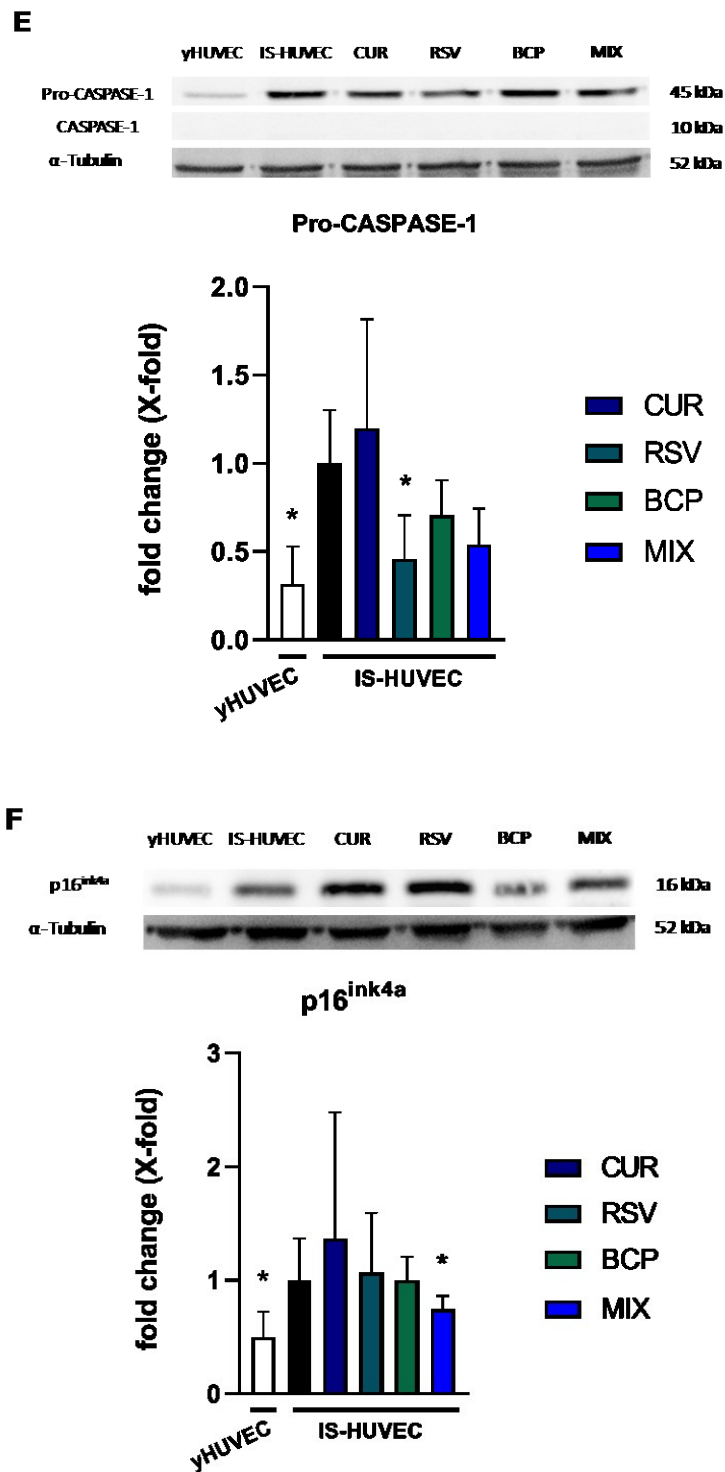 E
yHUVEC IS-HUVEC CUR RSV BCP MIX
Pro-CASPASE-1 45 kDa
CASPASE-1 10 kDa
α-Tubulin 52 kDa
Pro-CASPASE-1
fold change (X-fold)
2.0
1.5
1.0
0.5
0.0
* *
CUR
RSV
BCP
MIX
yHUVEC
IS-HUVEC
F
yHUVEC IS-HUVEC CUR RSV BCP MIX
p16ink4a 16 kDa
α-Tubulin 52 kDa
p16ink4a
fold change (X-fold)
3
2
1
0
* *
CUR
RSV
BCP
MIX
yHUVEC
IS-HUVEC